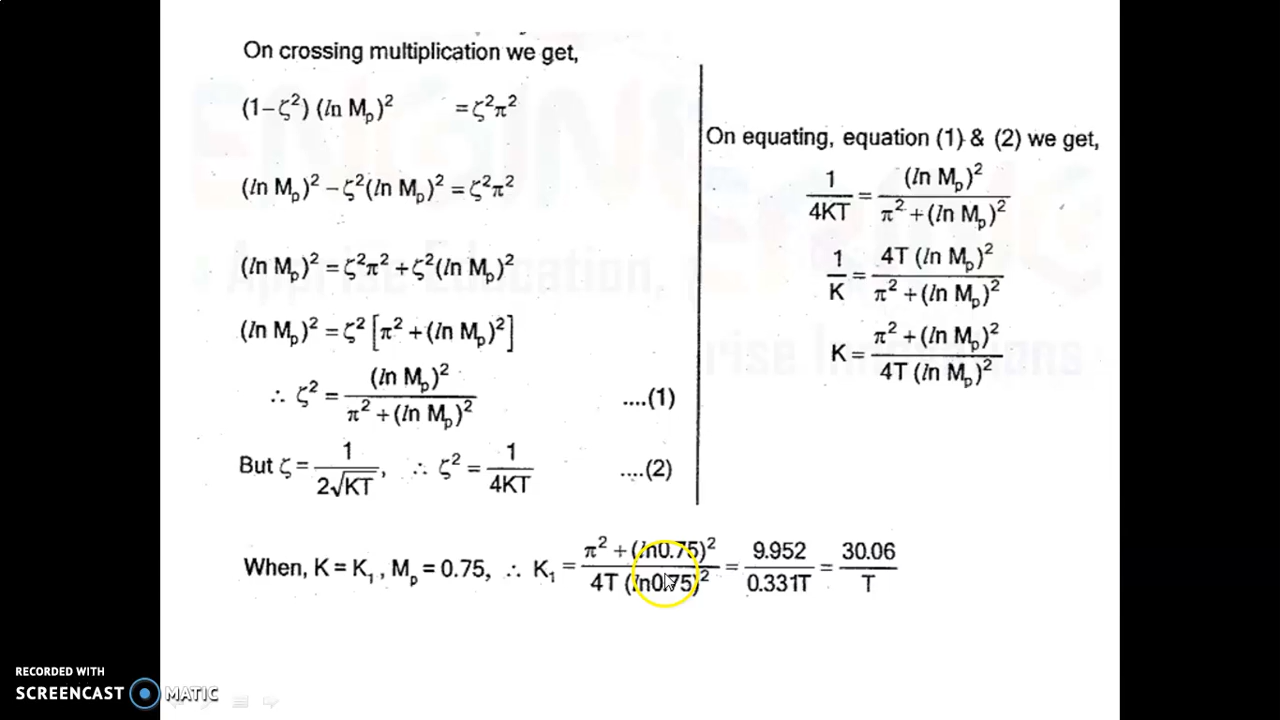 On crossing multiplication we get,
(1−ζ²) (ln Mₚ)² = ζ²π²
(ln Mₚ)² − ζ²(ln Mₚ)² = ζ²π²
(ln Mₚ)² = ζ²π² + ζ²(ln Mₚ)²
(ln Mₚ)² = ζ² [π² + (ln Mₚ)²]
∴ ζ² = (ln Mₚ)² / π² + (ln Mₚ)² ....(1)
But ζ = 1 / 2√KT, ∴ ζ² = 1 / 4KT ....(2)
On equating, equation (1) & (2) we get,
1 / 4KT = (ln Mₚ)² / π² + (ln Mₚ)²
1 / K = 4T (ln Mₚ)² / π² + (ln Mₚ)²
K = π² + (ln Mₚ)² / 4T (ln Mₚ)²
When, K = K₁ , Mₚ = 0.75, ∴ K₁ = π² + (ln0.75)² / 4T (ln0.75)² = 9.952 / 0.331T = 30.06 / T
RECORDED WITH
SCREENCAST MATIC